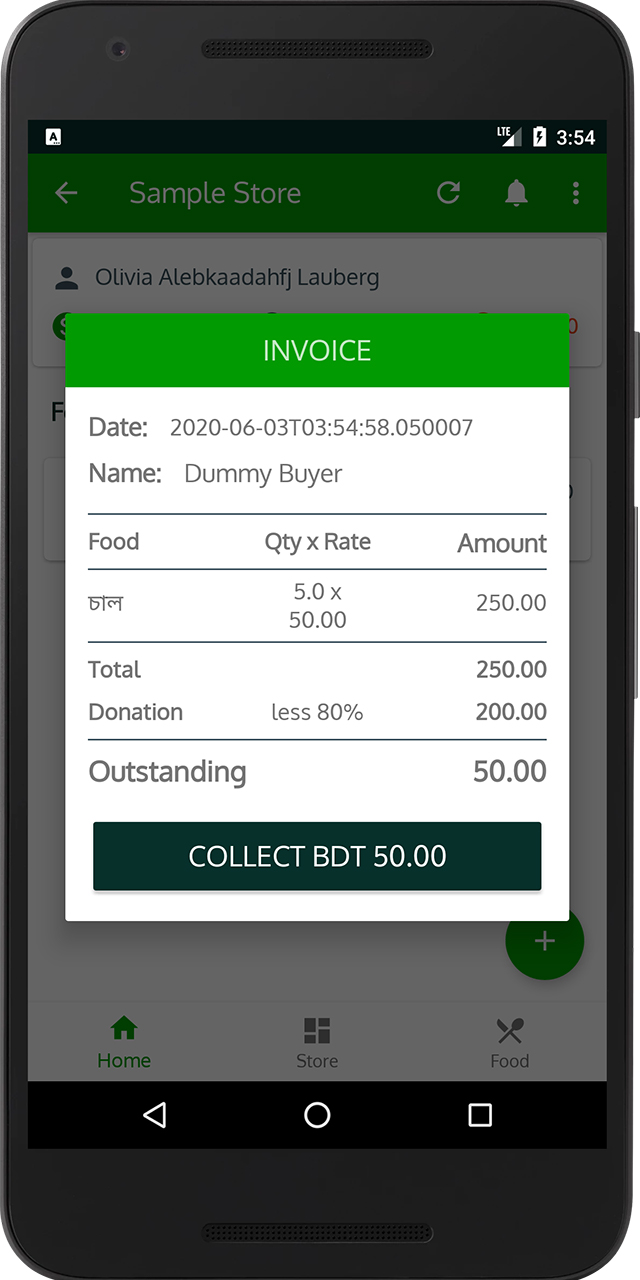 LTE 3:54
Sample Store
Olivia Alebkaadahfj Lauberg
INVOICE
Date: 2020-06-03T03:54:58.050007
Name: Dummy Buyer
Food Qty x Rate Amount
চাল 5.0 x 50.00 250.00
Total 250.00
Donation less 80% 200.00
Outstanding 50.00
COLLECT BDT 50.00
Home Store Food